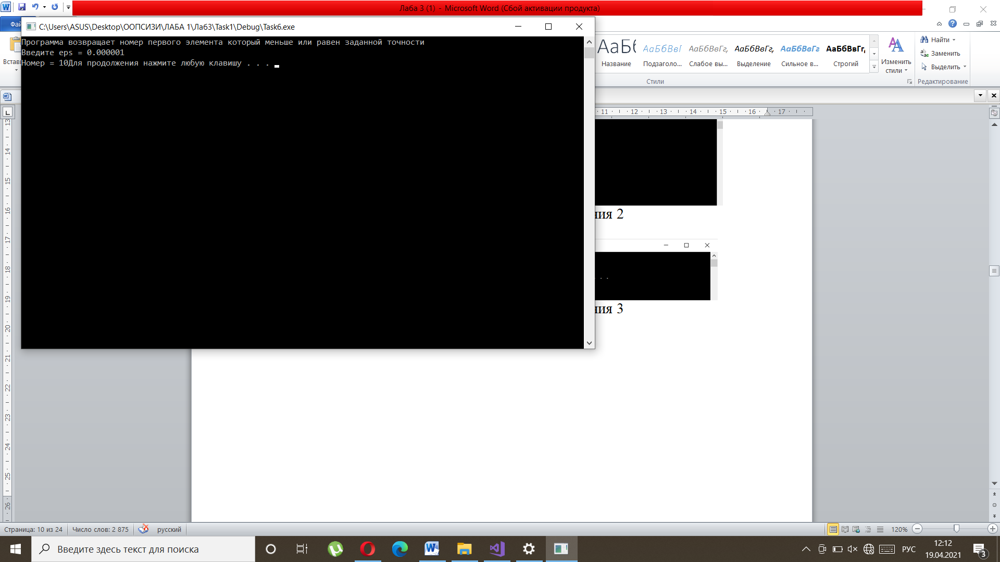 Лаба 3 (1) - Microsoft Word (Сбой активации продукта)
C:\Users\ASUS\Desktop\ООПСИЗИ\ЛАБА 1\Лаб3\Task1\Debug\Task6.exe
Программа возвращает номер первого элемента который меньше или равен заданной точности
Введите eps = 0.000001
Номер = 10Для продолжения нажмите любую клавишу . . .
АаБбВвГ АаБбВвГг, АаБбВвГг, АаБбВвГг АаБбВвГг,
Название Подзаголо... Слабое вы... Выделение Сильное в... Строгий
Изменить стили
Найти
Заменить
Выделить
Стили
Редактирование
11 12 13 14 15 16 17
13 14 15 16 17 18 19 20 21 22 23 24 25 26
ния 2
. .
ния 3
Страница: 10 из 24
Число слов: 2 875
русский
120%
Введите здесь текст для поиска
РУС
12:12
19.04.2021
3